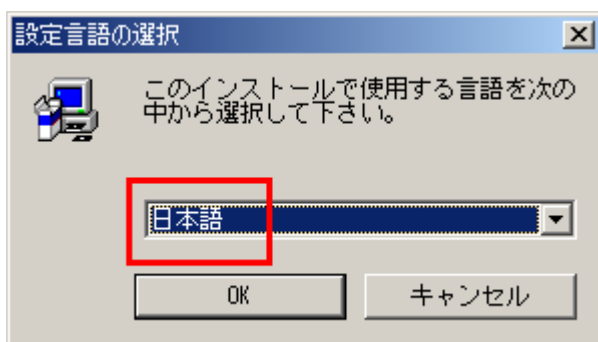 設定言語の選択
このインストールで使用する言語を次の
中から選択して下さい。
日本語
OK
キャンセル